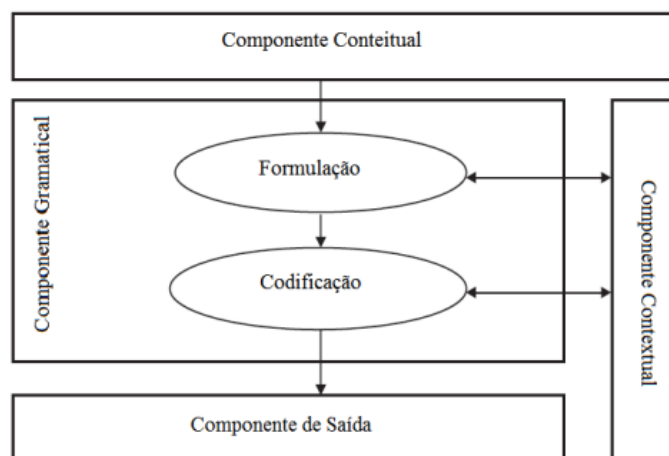 Componente Conteitual
Componente Gramatical
Formulação
Codificação
Componente Contextual
Componente de Saída